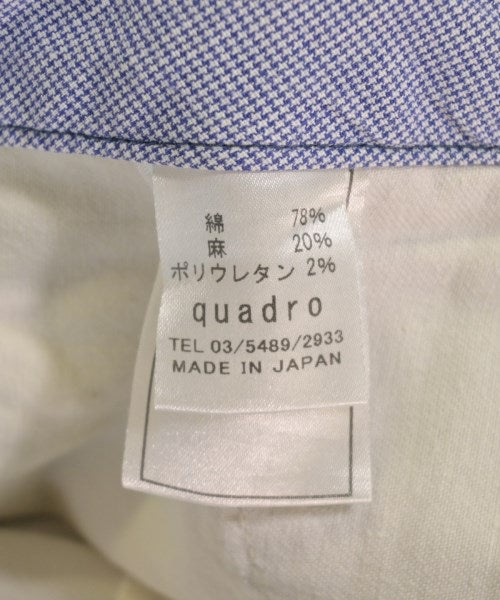 綿 78%
麻 20%
ポリウレタン 2%
quadro
TEL 03/5489/2933
MADE IN JAPAN